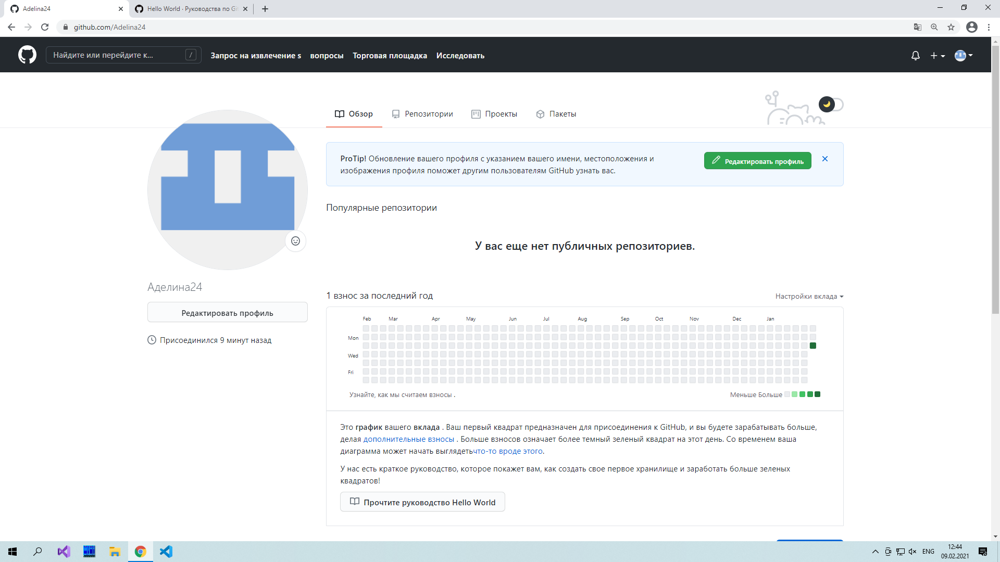 Adelina24
Hello World · Руководства по Git
github.com/Adelina24
Найдите или перейдите к...
/
Запрос на извлечение s
вопросы
Торговая площадка
Исследовать
Обзор
Репозитории
Проекты
Пакеты
ProTip! Обновление вашего профиля с указанием вашего имени, местоположения и
изображения профиля поможет другим пользователям GitHub узнать вас.
Редактировать профиль
Популярные репозитории
У вас еще нет публичных репозиториев.
Аделина24
Редактировать профиль
Присоединился 9 минут назад
1 взнос за последний год
Настройки вклада
Feb Mar Apr May Jun Jul Aug Sep Oct Nov Dec Jan
Mon
Wed
Fri
Узнайте, как мы считаем взносы .
Меньше Больше
Это график вашего вклада . Ваш первый квадрат предназначен для присоединения к GitHub, и вы будете зарабатывать больше,
делая дополнительные взносы . Больше взносов означает более темный зеленый квадрат на этот день. Со временем ваша
диаграмма может начать выглядетьчто-то вроде этого.
У нас есть краткое руководство, которое покажет вам, как создать свое первое хранилище и заработать больше зеленых
квадратов!
Прочтите руководство Hello World
ENG
12:44
09.02.2021